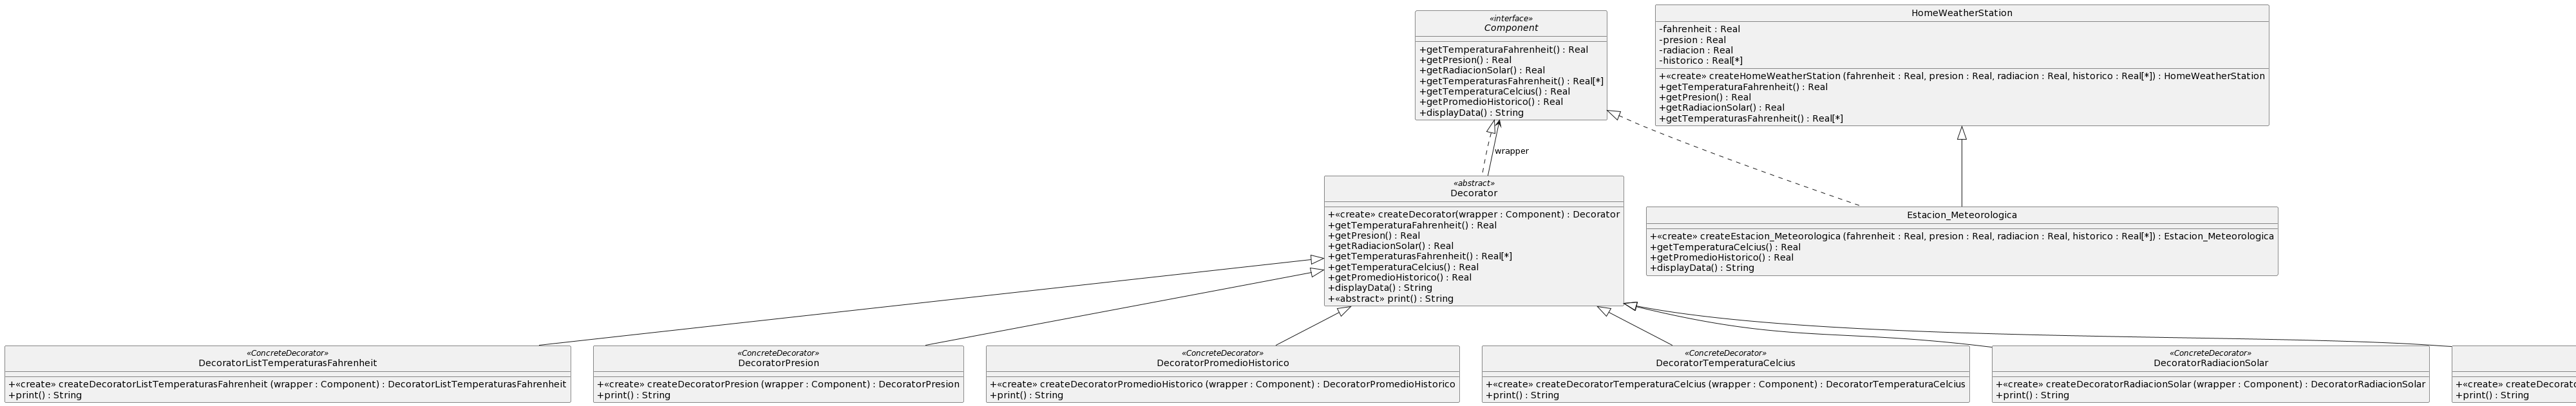 «interface»
Component
+getTemperaturaFahrenheit() : Real
+getPresion() : Real
+getRadiacionSolar() : Real
+getTemperaturasFahrenheit() : Real[*]
+getTemperaturaCelcius() : Real
+getPromedioHistorico() : Real
+displayData() : String
HomeWeatherStation
-fahrenheit : Real
-presion : Real
-radiacion : Real
-historico : Real[*]
+«create» createHomeWeatherStation (fahrenheit : Real, presion : Real, radiacion : Real, historico : Real[*]) : HomeWeatherStation
+getTemperaturaFahrenheit() : Real
+getPresion() : Real
+getRadiacionSolar() : Real
+getTemperaturasFahrenheit() : Real[*]
wrapper
«abstract»
Decorator
+«create» createDecorator(wrapper : Component) : Decorator
+getTemperaturaFahrenheit() : Real
+getPresion() : Real
+getRadiacionSolar() : Real
+getTemperaturasFahrenheit() : Real[*]
+getTemperaturaCelcius() : Real
+getPromedioHistorico() : Real
+displayData() : String
+«abstract» print() : String
Estacion_Meteorologica
+«create» createEstacion_Meteorologica (fahrenheit : Real, presion : Real, radiacion : Real, historico : Real[*]) : Estacion_Meteorologica
+getTemperaturaCelcius() : Real
+getPromedioHistorico() : Real
+displayData() : String
«ConcreteDecorator»
DecoratorListTemperaturasFahrenheit
+«create» createDecoratorListTemperaturasFahrenheit (wrapper : Component) : DecoratorListTemperaturasFahrenheit
+print() : String
«ConcreteDecorator»
DecoratorPresion
+«create» createDecoratorPresion (wrapper : Component) : DecoratorPresion
+print() : String
«ConcreteDecorator»
DecoratorPromedioHistorico
+«create» createDecoratorPromedioHistorico (wrapper : Component) : DecoratorPromedioHistorico
+print() : String
«ConcreteDecorator»
DecoratorTemperaturaCelcius
+«create» createDecoratorTemperaturaCelcius (wrapper : Component) : DecoratorTemperaturaCelcius
+print() : String
«ConcreteDecorator»
DecoratorRadiacionSolar
+«create» createDecoratorRadiacionSolar (wrapper : Component) : DecoratorRadiacionSolar
+print() : String
+«create»
+print() : String